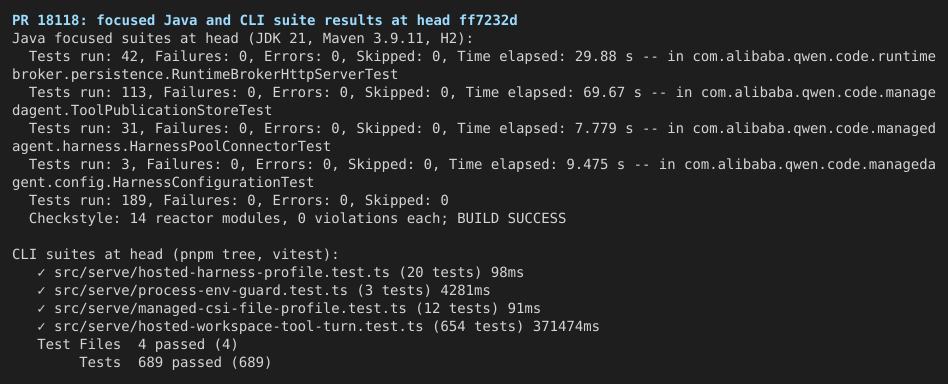 PR 18118: focused Java and CLI suite results at head ff7232d
Java focused suites at head (JDK 21, Maven 3.9.11, H2):
Tests run: 42, Failures: 0, Errors: 0, Skipped: 0, Time elapsed: 29.88 s -- in com.alibaba.qwen.code.runtime
broker.persistence.RuntimeBrokerHttpServerTest
Tests run: 113, Failures: 0, Errors: 0, Skipped: 0, Time elapsed: 69.67 s -- in com.alibaba.qwen.code.manage
dagent.ToolPublicationStoreTest
Tests run: 31, Failures: 0, Errors: 0, Skipped: 0, Time elapsed: 7.779 s -- in com.alibaba.qwen.code.managed
agent.harness.HarnessPoolConnectorTest
Tests run: 3, Failures: 0, Errors: 0, Skipped: 0, Time elapsed: 9.475 s -- in com.alibaba.qwen.code.manageda
gent.config.HarnessConfigurationTest
Tests run: 189, Failures: 0, Errors: 0, Skipped: 0
Checkstyle: 14 reactor modules, 0 violations each; BUILD SUCCESS
CLI suites at head (pnpm tree, vitest):
✓ src/serve/hosted-harness-profile.test.ts (20 tests) 98ms
✓ src/serve/process-env-guard.test.ts (3 tests) 4281ms
✓ src/serve/managed-csi-file-profile.test.ts (12 tests) 91ms
✓ src/serve/hosted-workspace-tool-turn.test.ts (654 tests) 371474ms
Test Files  4 passed (4)
Tests  689 passed (689)